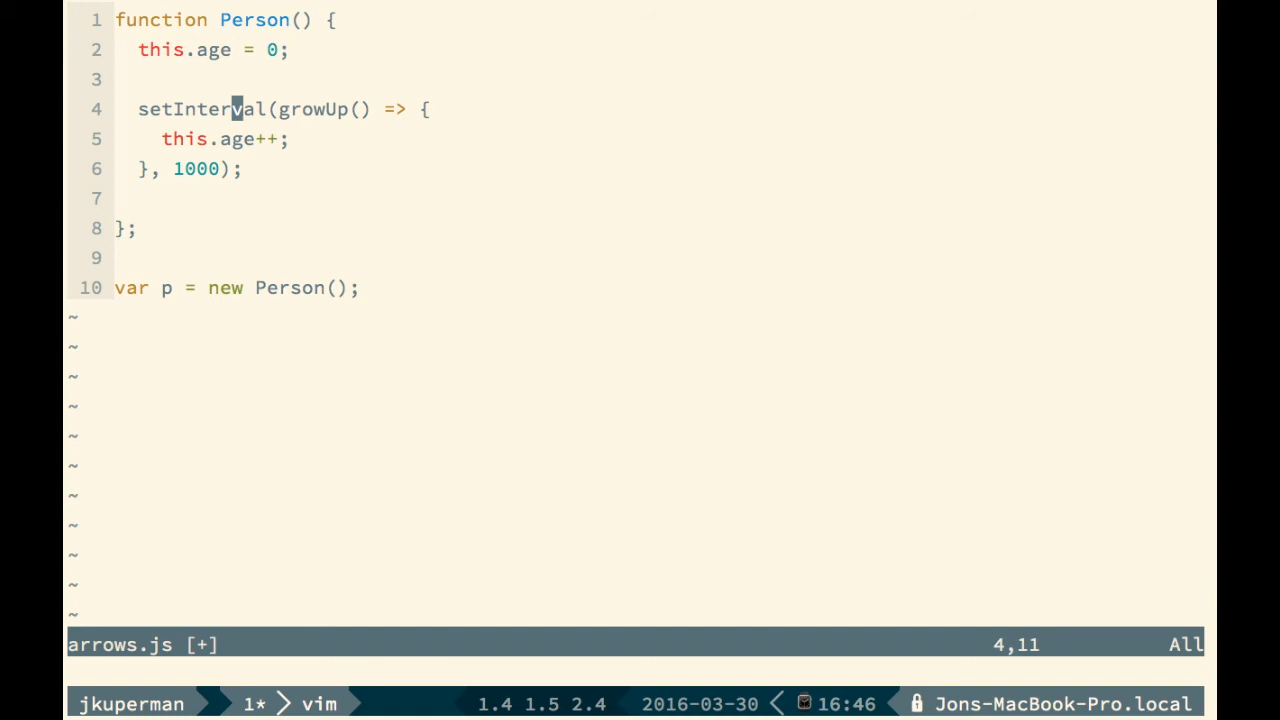 1 function Person() {
2   this.age = 0;
3
4   setInterval(growUp() => {
5     this.age++;
6   }, 1000);
7
8 };
9
10 var p = new Person();
~
~
~
~
~
~
~
~
~
~
~
arrows.js [+] 4,11 All
jkuperman 1* vim 1.4 1.5 2.4 2016-03-30 16:46 Jons-MacBook-Pro.local